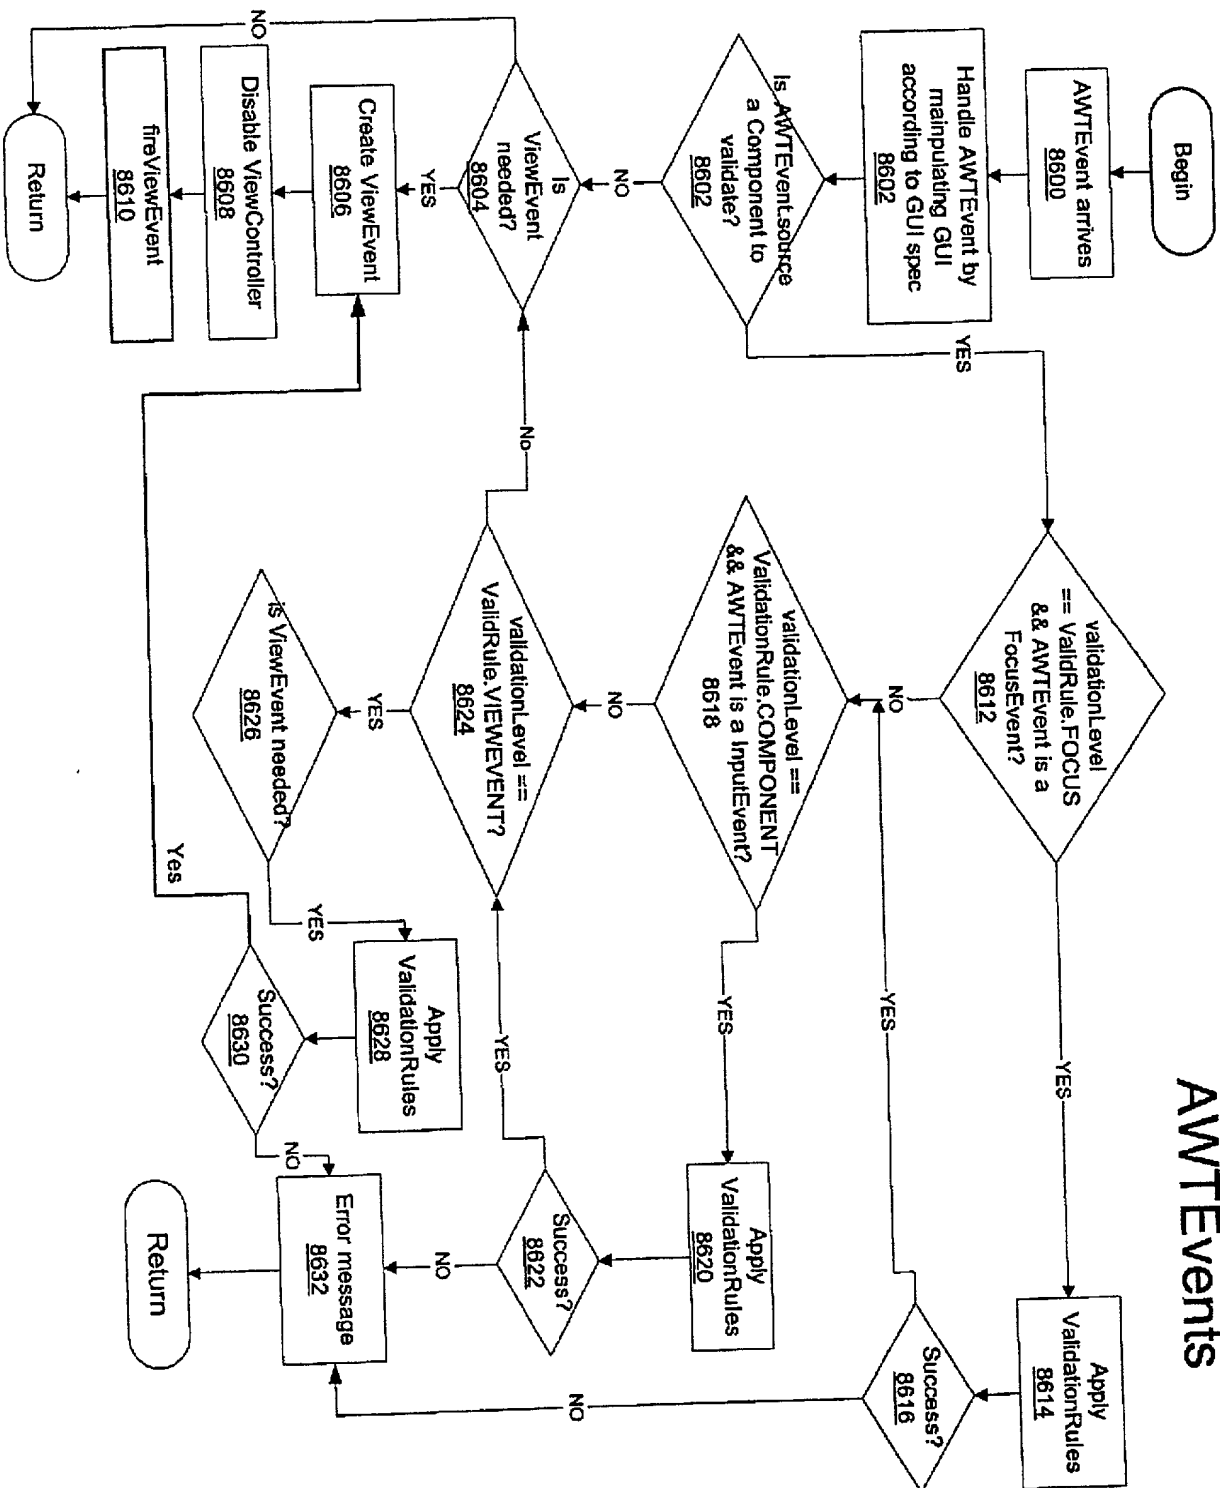 AWTEvents
Begin
AWTEvent arrives
8600
Handle AWTEvent by
mainpulating GUI
according to GUI spec
8602
Is AWTEvent.source
a Component to
validate?
8602
NO
YES
Is
ViewEvent
needed?
8604
NO
YES
Create ViewEvent
8606
Disable ViewController
8608
fireViewEvent
8610
Return
validationLevel
== ValidRule.FOCUS
&& AWTEvent is a
FocusEvent?
8612
NO
YES
Apply
ValidationRules
8614
Success?
8616
YES
NO
validationLevel ==
ValidationRule.COMPONENT
&& AWTEvent is a InputEvent?
8618
NO
YES
Apply
ValidationRules
8620
Success?
8622
YES
NO
validationLevel ==
ValidRule.VIEWEVENT?
8624
No
YES
is ViewEvent needed?
8626
YES
Apply
ValidationRules
8628
Success?
8630
Yes
NO
Error message
8632
Return